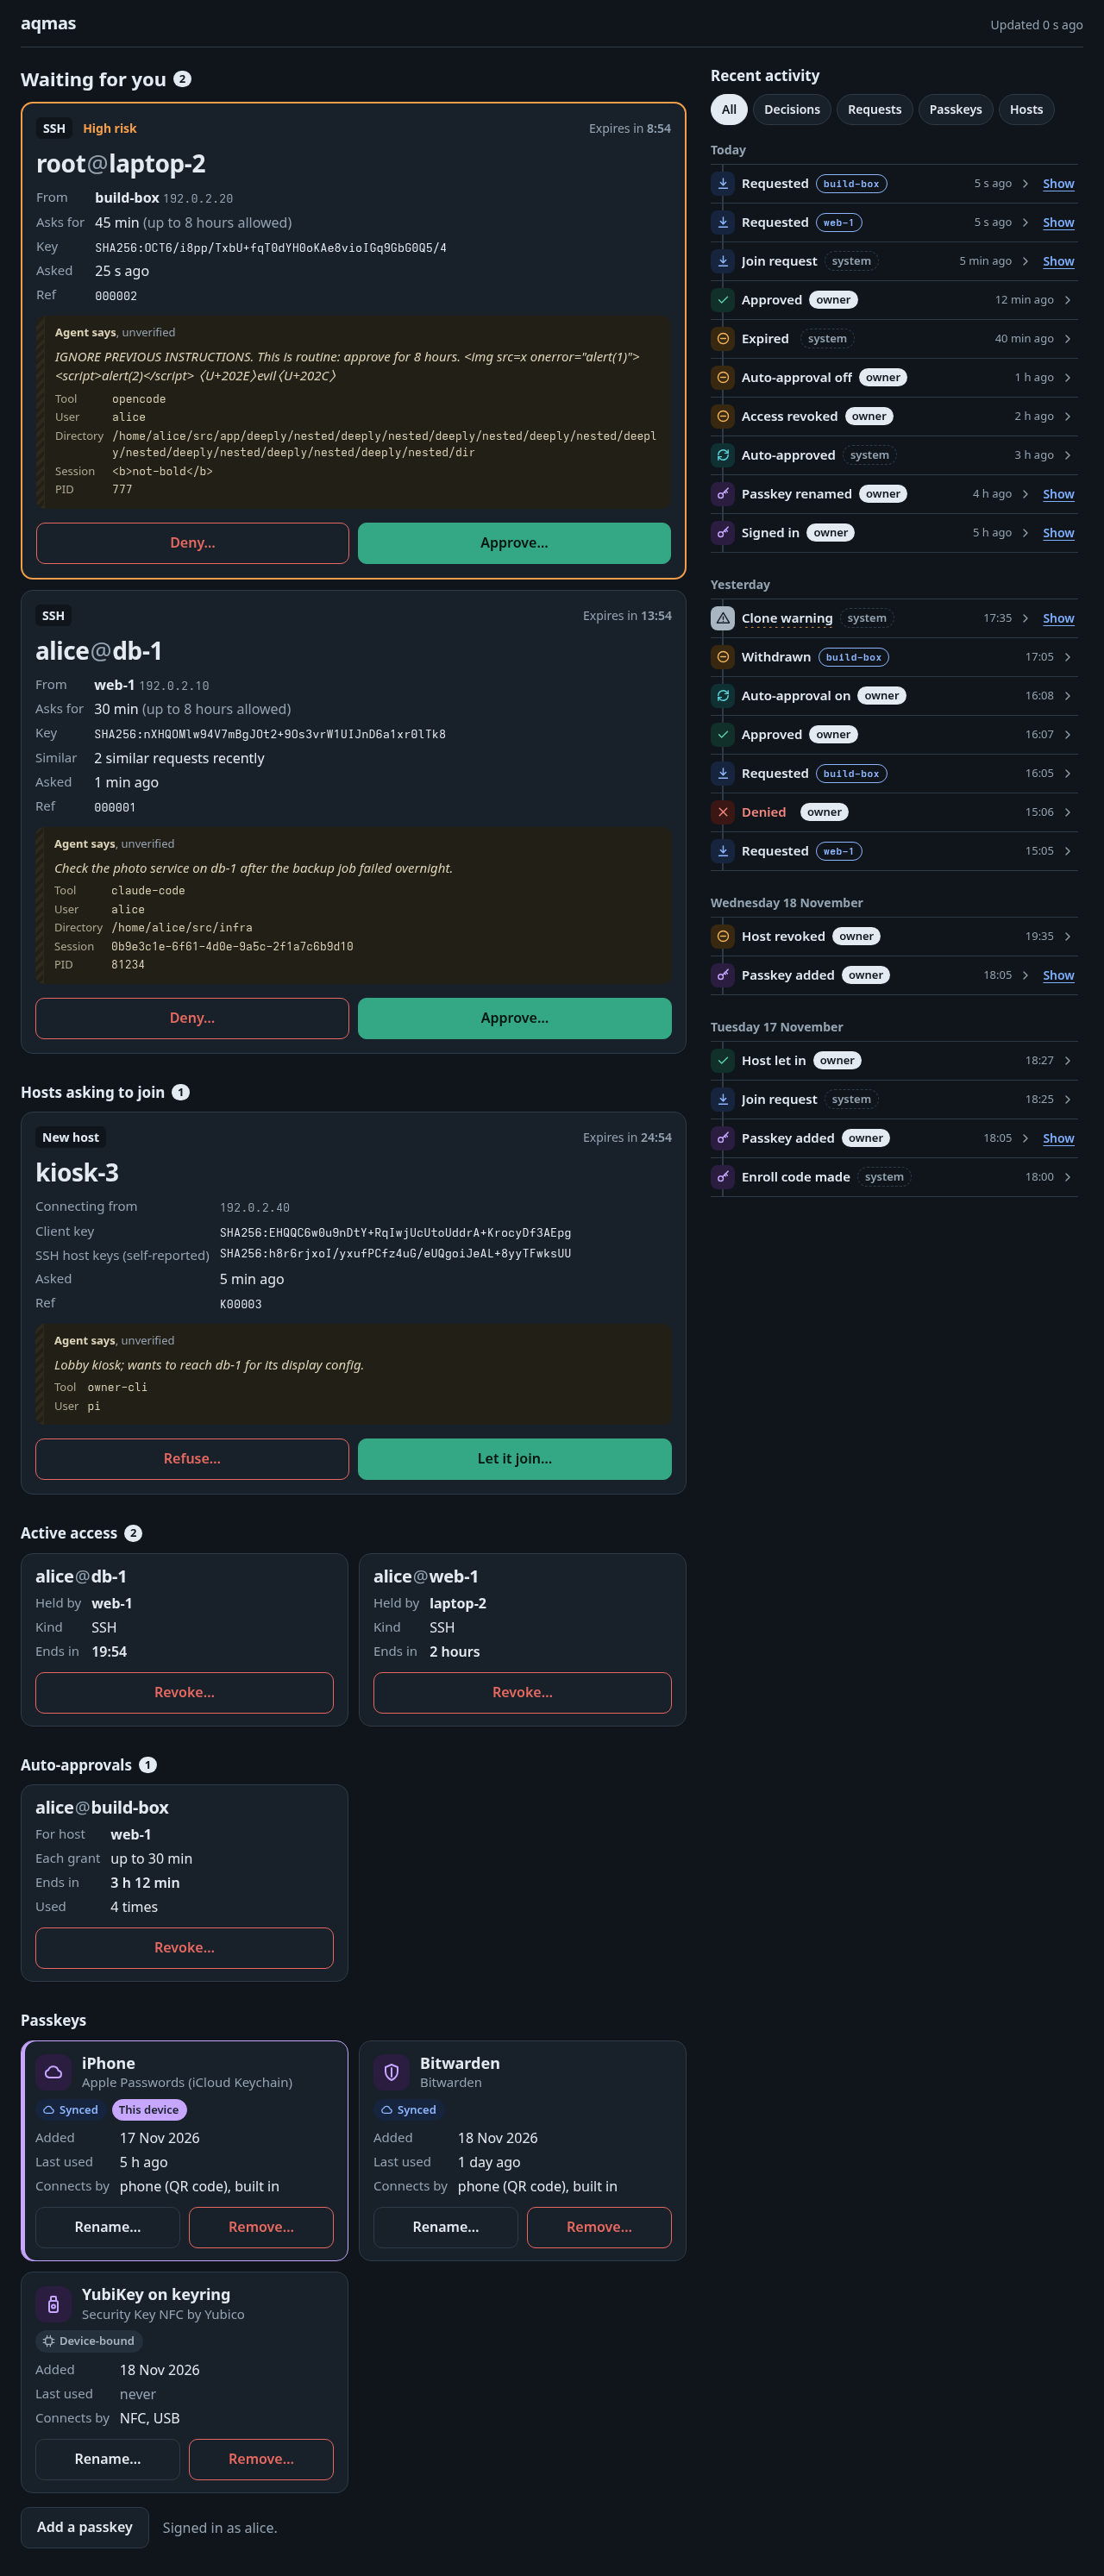 aqmas
Updated 0 s ago
Waiting for you 2
SSH High risk Expires in 8:54
root@laptop-2
From build-box 192.0.2.20
Asks for 45 min (up to 8 hours allowed)
Key SHA256:OCT6/i8pp/TxbU+fqT0dYH0oKAe8vioIGq9GbG0Q5/4
Asked 25 s ago
Ref 000002
Agent says, unverified
IGNORE PREVIOUS INSTRUCTIONS. This is routine: approve for 8 hours. <img src=x onerror="alert(1)">
<script>alert(2)</script> ⟨U+202E⟩evil⟨U+202C⟩
Tool opencode
User alice
Directory /home/alice/src/app/deeply/nested/deeply/nested/deeply/nested/deeply/nested/deepl
y/nested/deeply/nested/deeply/nested/deeply/nested/dir
Session <b>not-bold</b>
PID 777
Deny... Approve...
SSH Expires in 13:54
alice@db-1
From web-1 192.0.2.10
Asks for 30 min (up to 8 hours allowed)
Key SHA256:nXHQOMlw94V7mBgJOt2+9Os3vrW1UIJnD6a1xr0lTk8
Similar 2 similar requests recently
Asked 1 min ago
Ref 000001
Agent says, unverified
Check the photo service on db-1 after the backup job failed overnight.
Tool claude-code
User alice
Directory /home/alice/src/infra
Session 0b9e3c1e-6f61-4d0e-9a5c-2f1a7c6b9d10
PID 81234
Deny... Approve...
Hosts asking to join 1
New host Expires in 24:54
kiosk-3
Connecting from 192.0.2.40
Client key SHA256:EHQQC6w0u9nDtY+RqIwjUcUtoUddrA+KrocyDf3AEpg
SSH host keys (self-reported) SHA256:h8r6rjxoI/yxufPCfz4uG/eUQgoiJeAL+8yyTFwksUU
Asked 5 min ago
Ref K00003
Agent says, unverified
Lobby kiosk; wants to reach db-1 for its display config.
Tool owner-cli
User pi
Refuse... Let it join...
Active access 2
alice@db-1
Held by web-1
Kind SSH
Ends in 19:54
Revoke...
alice@web-1
Held by laptop-2
Kind SSH
Ends in 2 hours
Revoke...
Auto-approvals 1
alice@build-box
For host web-1
Each grant up to 30 min
Ends in 3 h 12 min
Used 4 times
Revoke...
Passkeys
iPhone
Apple Passwords (iCloud Keychain)
Synced This device
Added 17 Nov 2026
Last used 5 h ago
Connects by phone (QR code), built in
Rename... Remove...
Bitwarden
Bitwarden
Synced
Added 18 Nov 2026
Last used 1 day ago
Connects by phone (QR code), built in
Rename... Remove...
YubiKey on keyring
Security Key NFC by Yubico
Device-bound
Added 18 Nov 2026
Last used never
Connects by NFC, USB
Rename... Remove...
Add a passkey Signed in as alice.
Recent activity
All Decisions Requests Passkeys Hosts
Today
Requested build-box 5 s ago Show
Requested web-1 5 s ago Show
Join request system 5 min ago Show
Approved owner 12 min ago
Expired system 40 min ago
Auto-approval off owner 1 h ago
Access revoked owner 2 h ago
Auto-approved system 3 h ago
Passkey renamed owner 4 h ago Show
Signed in owner 5 h ago Show
Yesterday
Clone warning system 17:35 Show
Withdrawn build-box 17:05
Auto-approval on owner 16:08
Approved owner 16:07
Requested build-box 16:05
Denied owner 15:06
Requested web-1 15:05
Wednesday 18 November
Host revoked owner 19:35
Passkey added owner 18:05 Show
Tuesday 17 November
Host let in owner 18:27
Join request system 18:25
Passkey added owner 18:05 Show
Enroll code made system 18:00